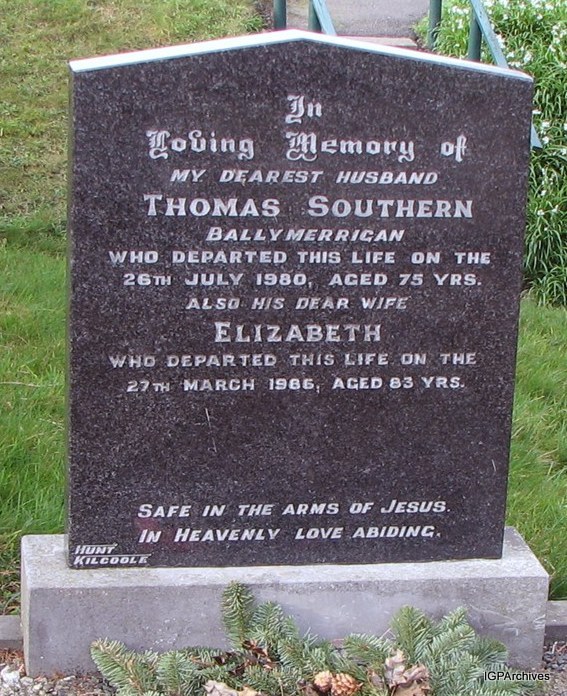 In
Loving Memory of
MY DEAREST HUSBAND
THOMAS SOUTHERN
BALLYMERRIGAN
WHO DEPARTED THIS LIFE ON THE
26TH JULY 1980, AGED 75 YRS.
ALSO HIS DEAR WIFE
ELIZABETH
WHO DEPARTED THIS LIFE ON THE
27TH MARCH 1986, AGED 83 YRS.
SAFE IN THE ARMS OF JESUS.
IN HEAVENLY LOVE ABIDING.
HUNT
KILCOOLE
IGPArchives